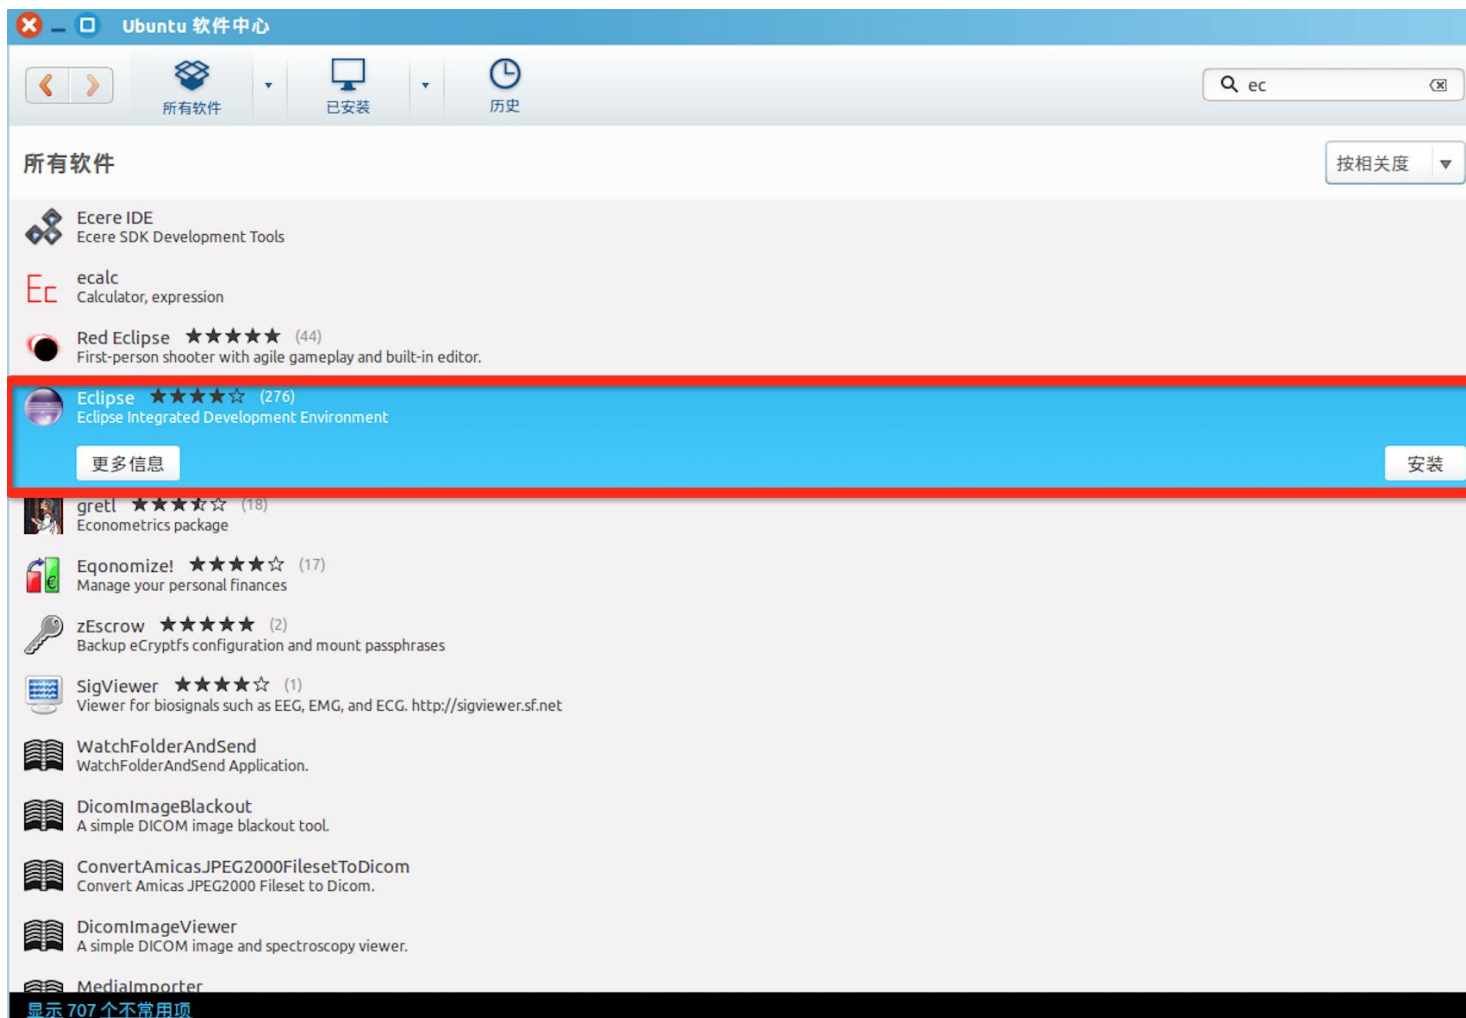 Ubuntu 软件中心
所有软件
已安装
历史
ec
所有软件
按相关度
Ecere IDE
Ecere SDK Development Tools
Ec
ecalc
Calculator, expression
Red Eclipse ★★★★★ (44)
First-person shooter with agile gameplay and built-in editor.
Eclipse ★★★★☆ (276)
Eclipse Integrated Development Environment
更多信息
安装
gretl (18)
Econometrics package
Eqonomize! ★★★★☆ (17)
Manage your personal finances
zEscrow ★★★★★ (2)
Backup eCryptfs configuration and mount passphrases
SigViewer ★★★★☆ (1)
Viewer for biosignals such as EEG, EMG, and ECG. http://sigviewer.sf.net
WatchFolderAndSend
WatchFolderAndSend Application.
DicomImageBlackout
A simple DICOM image blackout tool.
ConvertAmicasJPEG2000FilesetToDicom
Convert Amicas JPEG2000 Fileset to Dicom.
DicomImageViewer
A simple DICOM image and spectroscopy viewer.
MediaImporter
显示 707 个不常用项